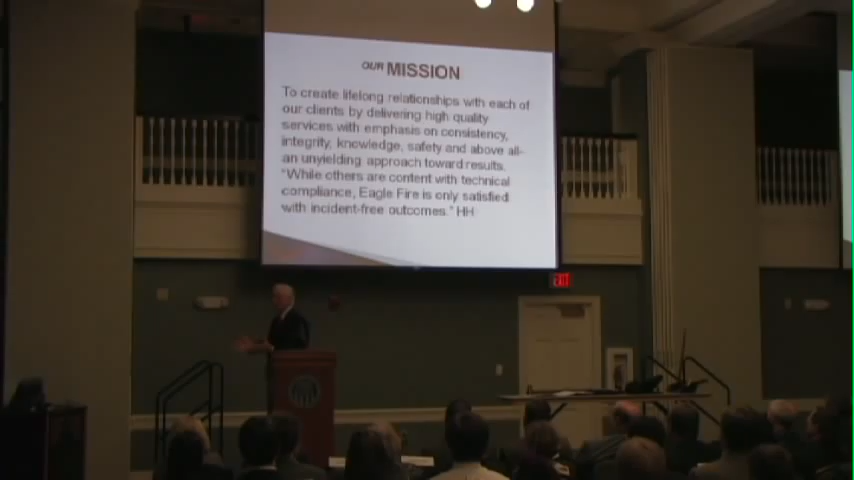 OUR MISSION
To create lifelong relationships with each of
our clients by delivering high quality
services with emphasis on consistency,
integrity, knowledge, safety and above all-
an unyielding approach toward results.
"While others are content with technical
compliance, Eagle Fire is only satisfied
with incident-free outcomes." HH
EXIT